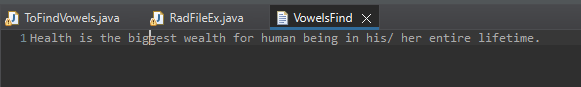 ToFindVowels.java RadFileEx.java VowelsFind
1 Health is the biggest wealth for human being in his/ her entire lifetime.